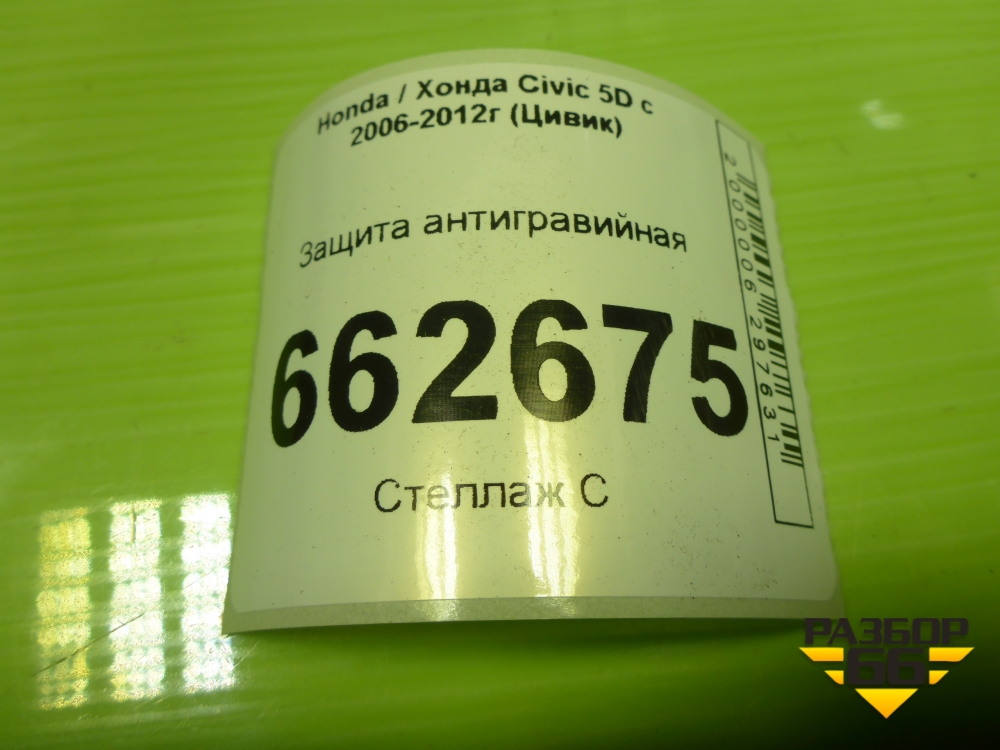 Honda / Хонда Civic 5D с
2006-2012г (Цивик)
Защита антигравийная
662675
Стеллаж С
2000006297631
РАЗБОР
66